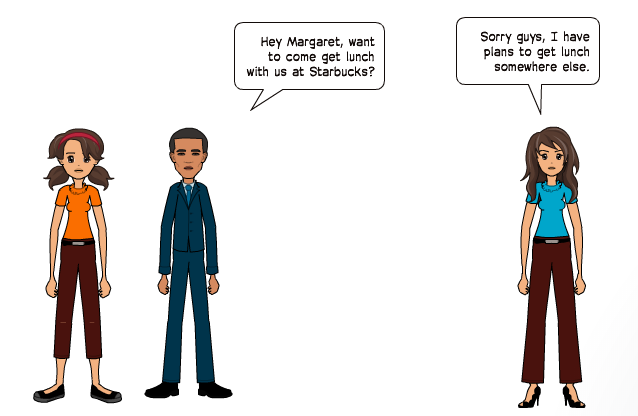 Hey Margaret, want
to come get lunch
with us at Starbucks?
Sorry guys, I have
plans to get lunch
somewhere else.